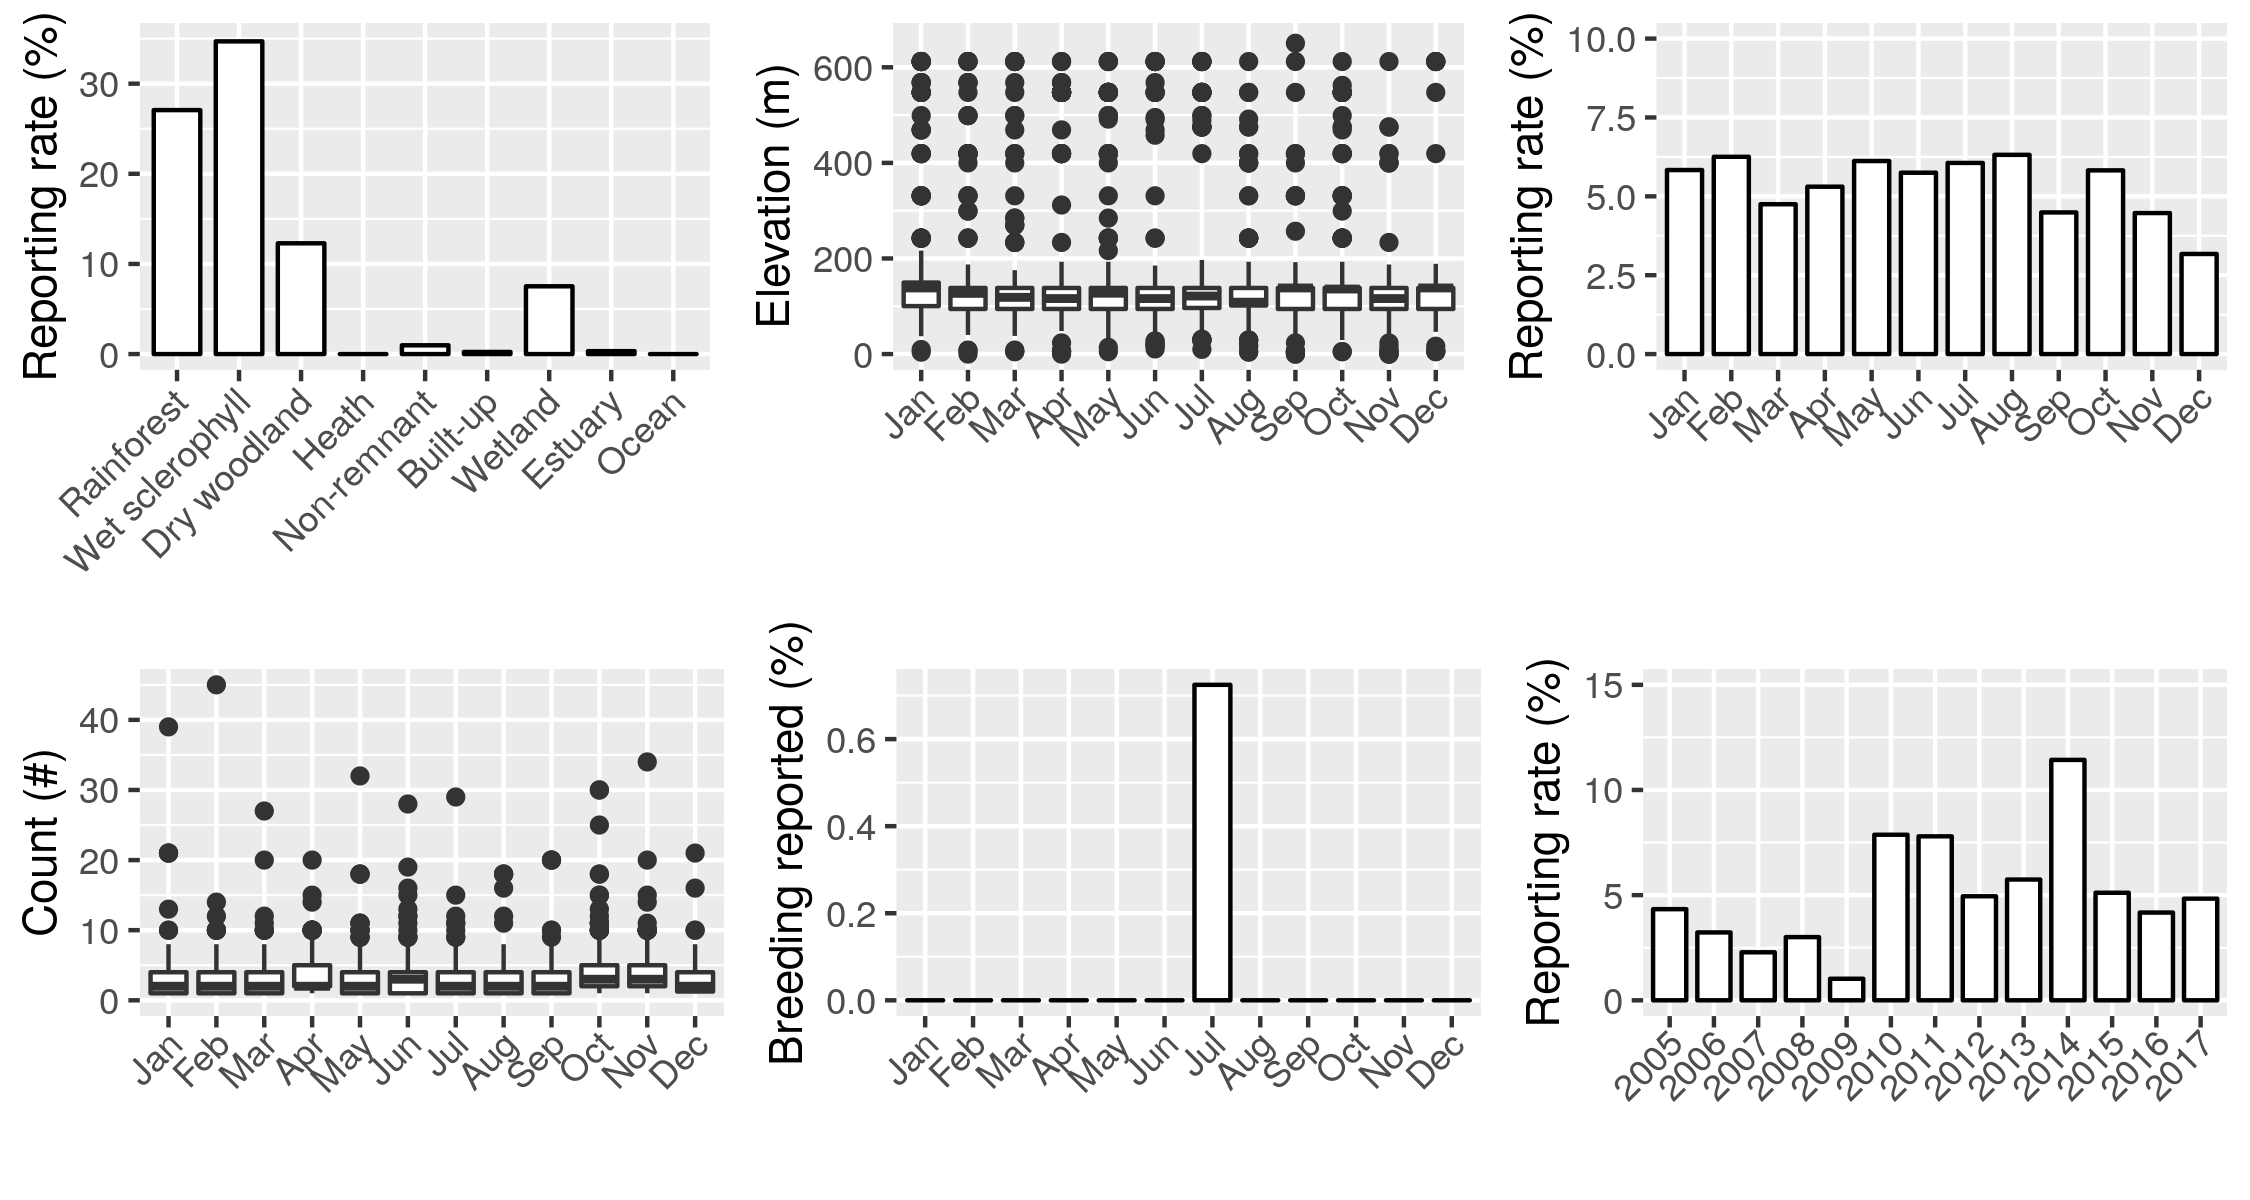 Reporting rate (%)
30
20
10
0
Rainforest
Wet sclerophyll
Dry woodland
Heath
Non-remnant
Built-up
Wetland
Estuary
Ocean
Elevation (m)
600
400
200
0
Jan
Feb
Mar
Apr
May
Jun
Jul
Aug
Sep
Oct
Nov
Dec
Reporting rate (%)
10.0
7.5
5.0
2.5
0.0
Jan
Feb
Mar
Apr
May
Jun
Jul
Aug
Sep
Oct
Nov
Dec
Count (#)
40
30
20
10
0
Jan
Feb
Mar
Apr
May
Jun
Jul
Aug
Sep
Oct
Nov
Dec
Breeding reported (%)
0.6
0.4
0.2
0.0
Jan
Feb
Mar
Apr
May
Jun
Jul
Aug
Sep
Oct
Nov
Dec
Reporting rate (%)
15
10
5
0
2005
2006
2007
2008
2009
2010
2011
2012
2013
2014
2015
2016
2017